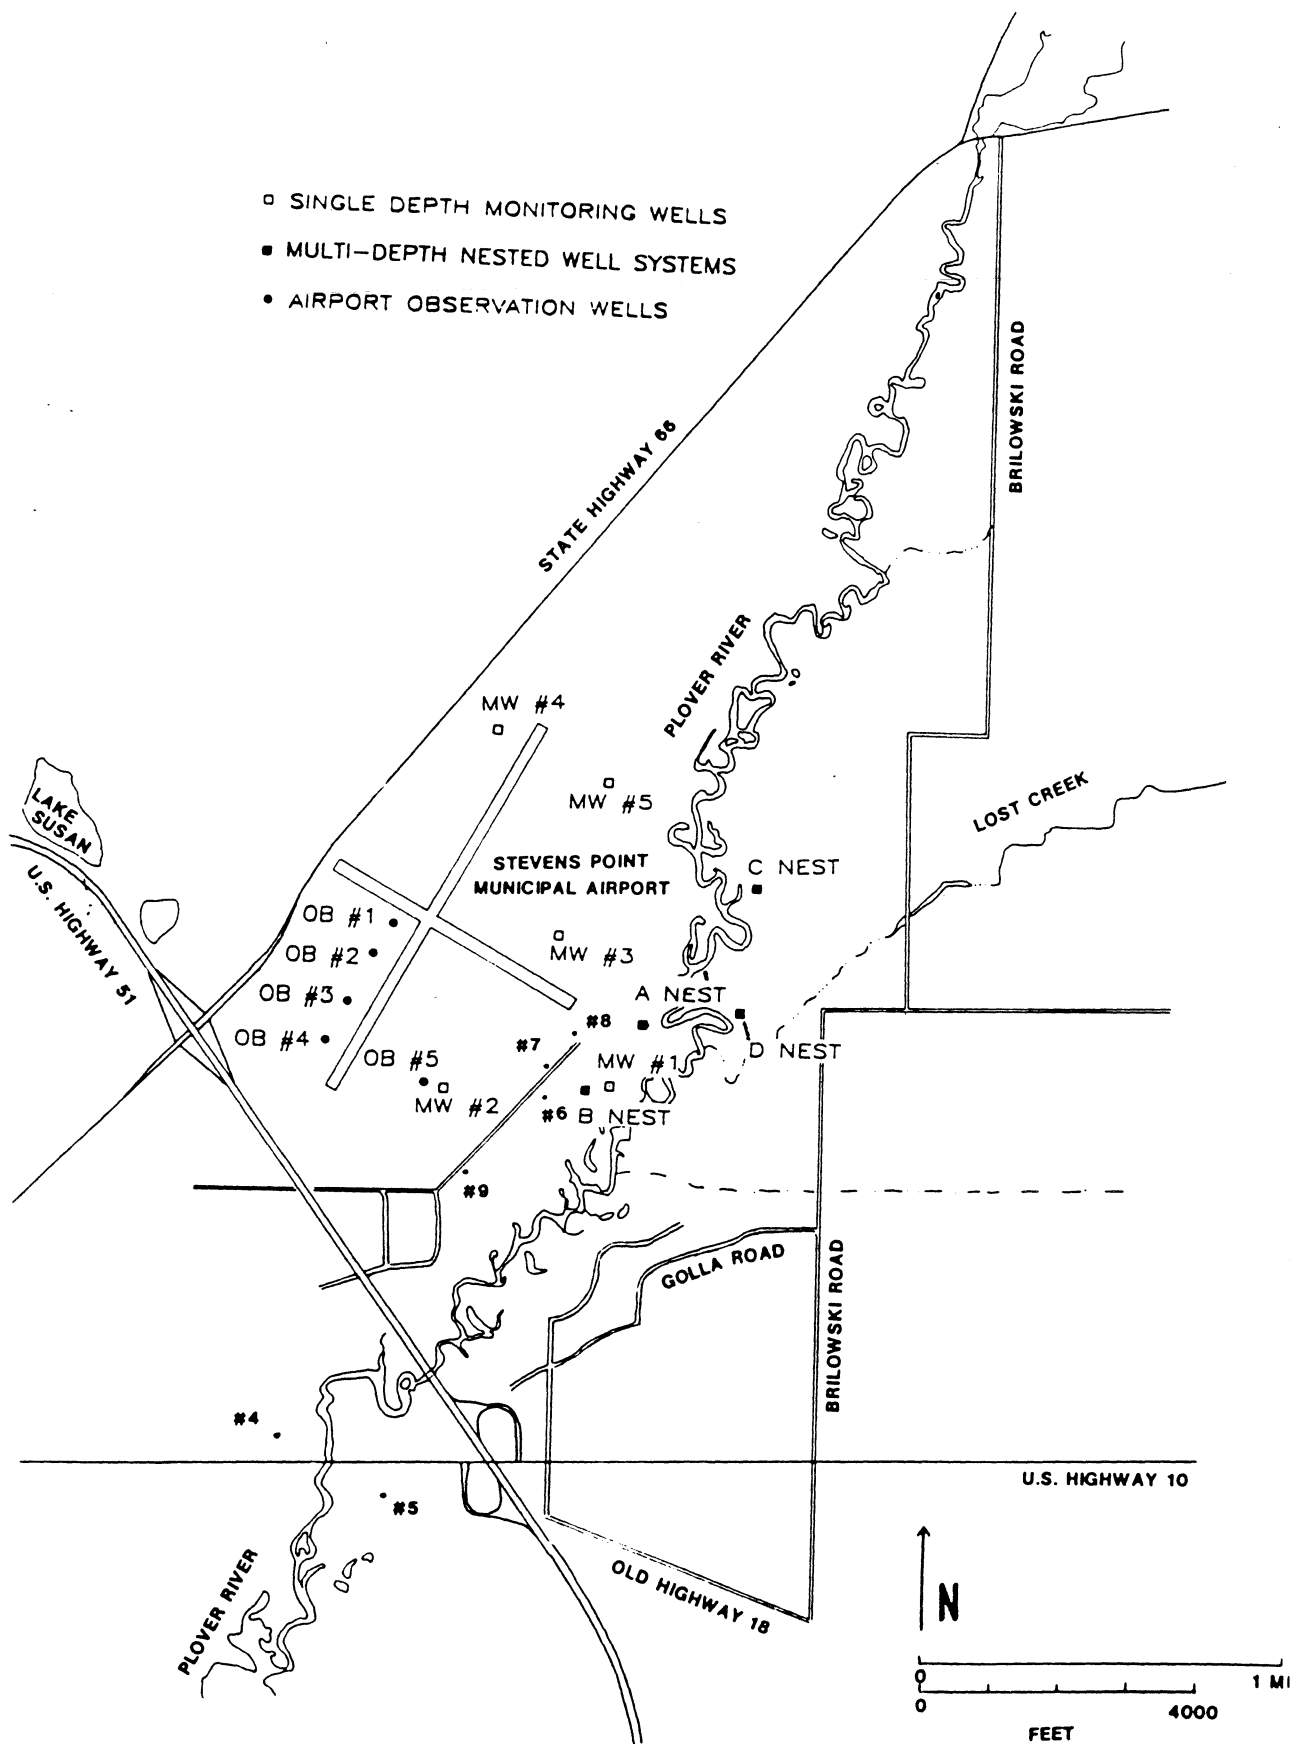 SINGLE DEPTH MONITORING WELLS
MULTI-DEPTH NESTED WELL SYSTEMS
AIRPORT OBSERVATION WELLS
BRILOWSKI ROAD
STATE HIGHWAY 66
PLOVER RIVER
MW #4
MW #5
LAKE
SUSAN
LOST CREEK
STEVENS POINT
MUNICIPAL AIRPORT
C NEST
U.S. HIGHWAY 51
OB #1
OB #2
MW #3
OB #3
A NEST
OB #4
#8
#7
D NEST
OB #5
MW #1
MW #2
#6
B NEST
#9
GOLLA ROAD
BRILOWSKI ROAD
#4
U.S. HIGHWAY 10
#5
OLD HIGHWAY 18
PLOVER RIVER
N
0 1 MI
0 4000
FEET